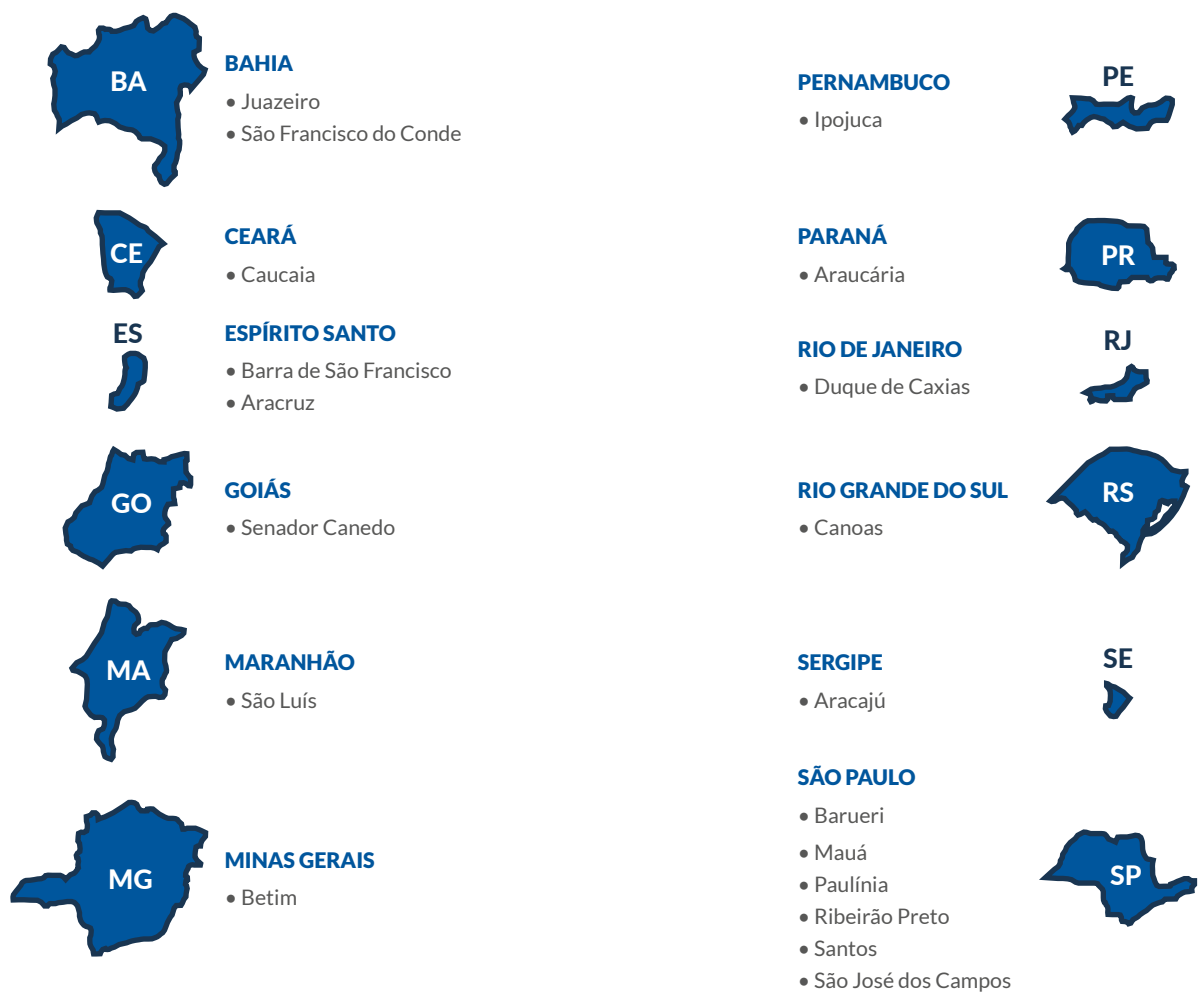 BA
BAHIA
• Juazeiro
• São Francisco do Conde
CE
CEARÁ
• Caucaia
ES
ESPÍRITO SANTO
• Barra de São Francisco
• Aracruz
GO
GOIÁS
• Senador Canedo
MA
MARANHÃO
• São Luís
MG
MINAS GERAIS
• Betim
PERNAMBUCO
• Ipojuca
PE
PARANÁ
• Araucária
PR
RIO DE JANEIRO
• Duque de Caxias
RJ
RIO GRANDE DO SUL
• Canoas
RS
SERGIPE
• Aracajú
SE
SÃO PAULO
• Barueri
• Mauá
• Paulínia
• Ribeirão Preto
• Santos
• São José dos Campos
SP